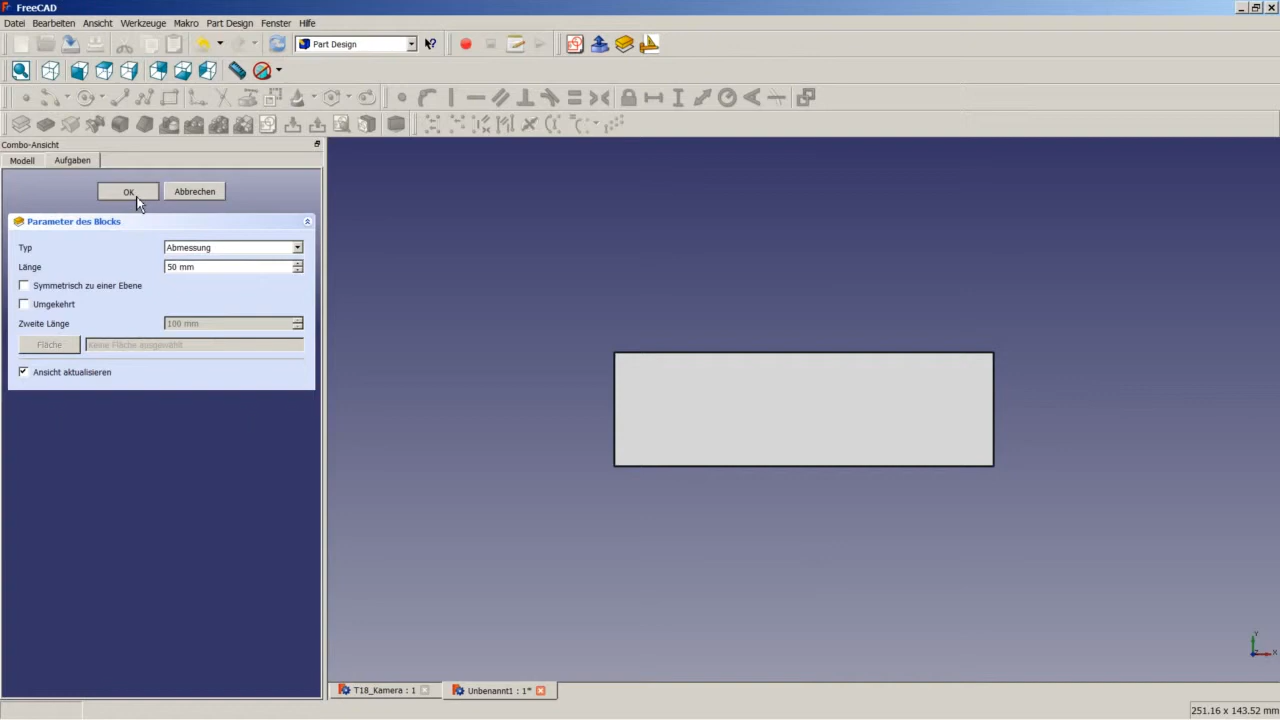 FreeCAD
Datei Bearbeiten Ansicht Werkzeuge Makro Part Design Fenster Hilfe
Part Design
Combo-Ansicht
Modell Aufgaben
OK Abbrechen
Parameter des Blocks
Typ Abmessung
Länge 50 mm
Symmetrisch zu einer Ebene
Umgekehrt
Zweite Länge 100 mm
Fläche Keine Fläche ausgewählt
Ansicht aktualisieren
Y
X
T18_Kamera : 1 Unbenannt1 : 1*
251.16 x 143.52 mm